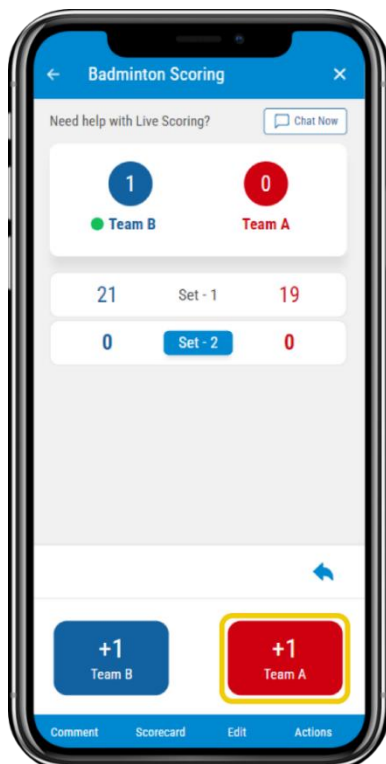 Badminton Scoring
Need help with Live Scoring? Chat Now
1 0
Team B Team A
21 Set - 1 19
0 Set - 2 0
+1 +1
Team B Team A
Comment Scorecard Edit Actions